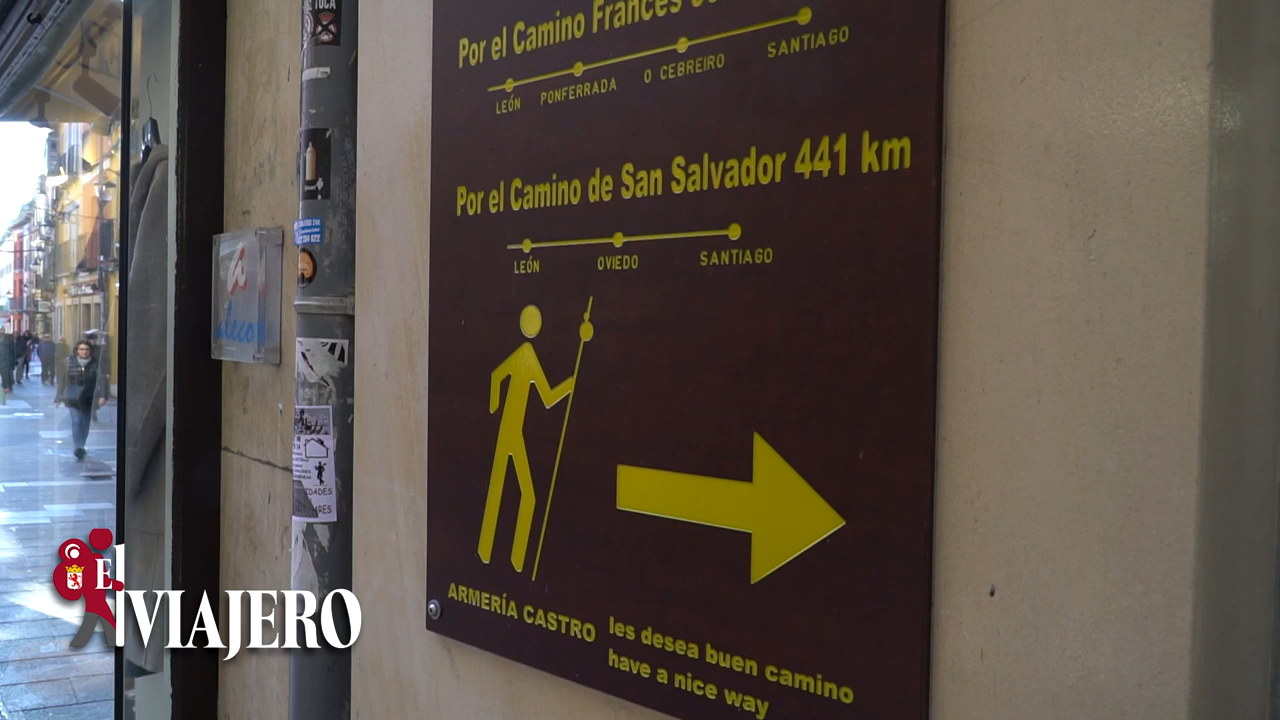 Por el Camino Francés
LEÓN PONFERRADA O CEBREIRO SANTIAGO
Por el Camino de San Salvador 441 km
LEÓN OVIEDO SANTIAGO
ARMERÍA CASTRO les desea buen camino
have a nice way
EL VIAJERO